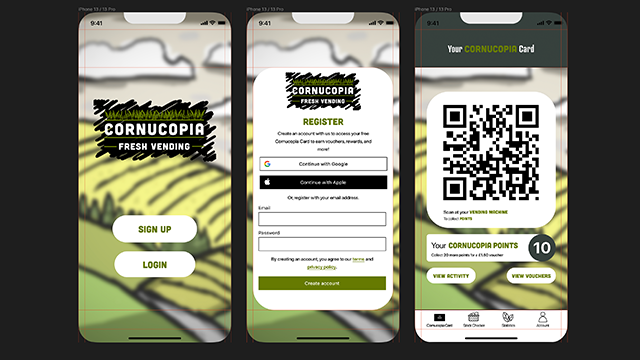 iPhone 13 / 13 Pro
9:41
CORNUCOPIA
FRESH VENDING
SIGN UP
LOGIN
iPhone 13 / 13 Pro
9:41
CORNUCOPIA
FRESH VENDING
REGISTER
Create an account with us to access your free
Cornucopia Card to earn vouchers, rewards, and
more!
Continue with Google
Continue with Apple
Or, register with your email address.
Email
Password
By creating an account, you agree to our terms and
privacy policy.
Create account
iPhone 13 / 13 Pro
9:41
Your CORNUCOPIA Card
Scan at your VENDING MACHINE
To collect POINTS
Your CORNUCOPIA POINTS
Collect 20 more points for a £1.50 voucher
10
VIEW ACTIVITY
VIEW VOUCHERS
Cornucopia Card
Stock Checker
Statistics
Account